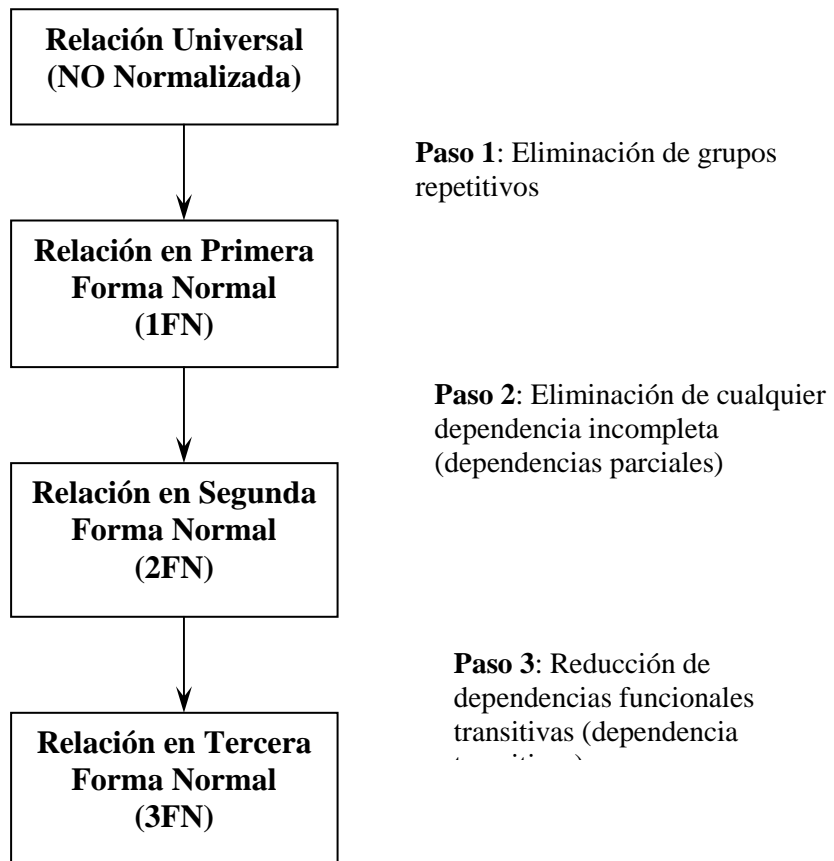 Relación Universal
(NO Normalizada)
Paso 1: Eliminación de grupos
repetitivos
Relación en Primera
Forma Normal
(1FN)
Paso 2: Eliminación de cualquier
dependencia incompleta
(dependencias parciales)
Relación en Segunda
Forma Normal
(2FN)
Paso 3: Reducción de
dependencias funcionales
transitivas (dependencia
Relación en Tercera
Forma Normal
(3FN)